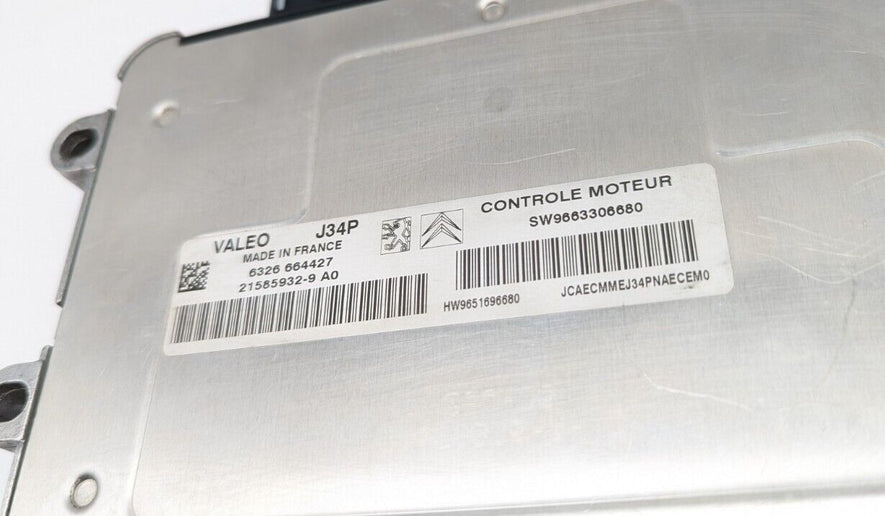 VALEO J34P
MADE IN FRANCE
6326 664427
21585932-9 A0
CONTROLE MOTEUR
SW9663306680
HW9651696680 JCAECMMEJ34PNAECEM0